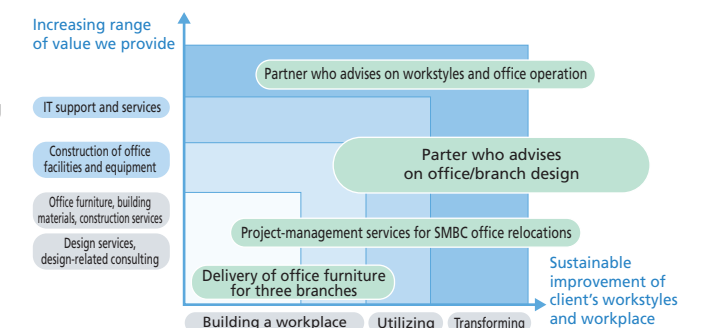 Increasing range
of value we provide
Partner who advises on workstyles and office operation
IT support and services
Construction of office
facilities and equipment
Parter who advises
on office/branch design
Office furniture, building
materials, construction services
Design services,
design-related consulting
Project-management services for SMBC office relocations
Delivery of office furniture
for three branches
Sustainable
improvement of
client's workstyles
and workplace
Building a workplace
Utilizing
Transforming